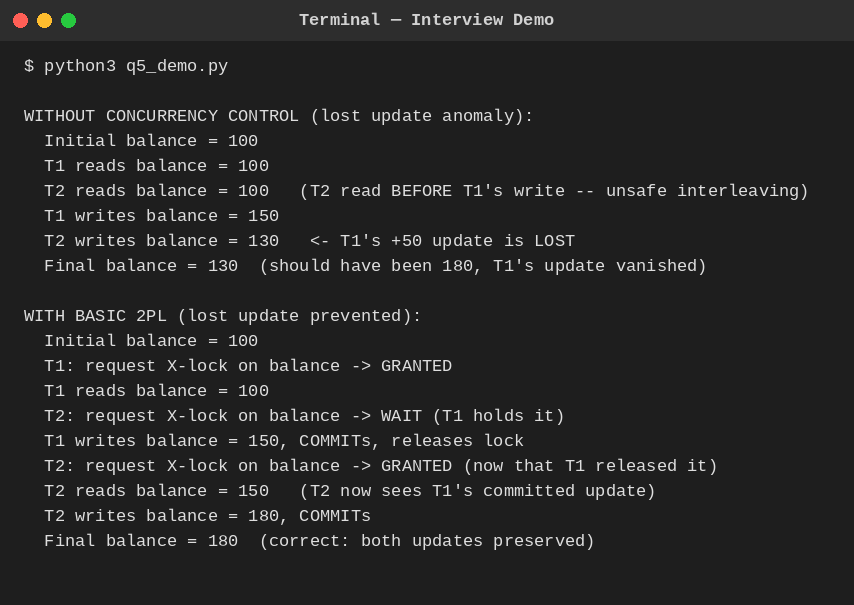 Terminal — Interview Demo
$ python3 q5_demo.py
WITHOUT CONCURRENCY CONTROL (lost update anomaly):
Initial balance = 100
T1 reads balance = 100
T2 reads balance = 100   (T2 read BEFORE T1's write -- unsafe interleaving)
T1 writes balance = 150
T2 writes balance = 130   <- T1's +50 update is LOST
Final balance = 130  (should have been 180, T1's update vanished)
WITH BASIC 2PL (lost update prevented):
Initial balance = 100
T1: request X-lock on balance -> GRANTED
T1 reads balance = 100
T2: request X-lock on balance -> WAIT (T1 holds it)
T1 writes balance = 150, COMMITs, releases lock
T2: request X-lock on balance -> GRANTED (now that T1 released it)
T2 reads balance = 150   (T2 now sees T1's committed update)
T2 writes balance = 180, COMMITs
Final balance = 180  (correct: both updates preserved)